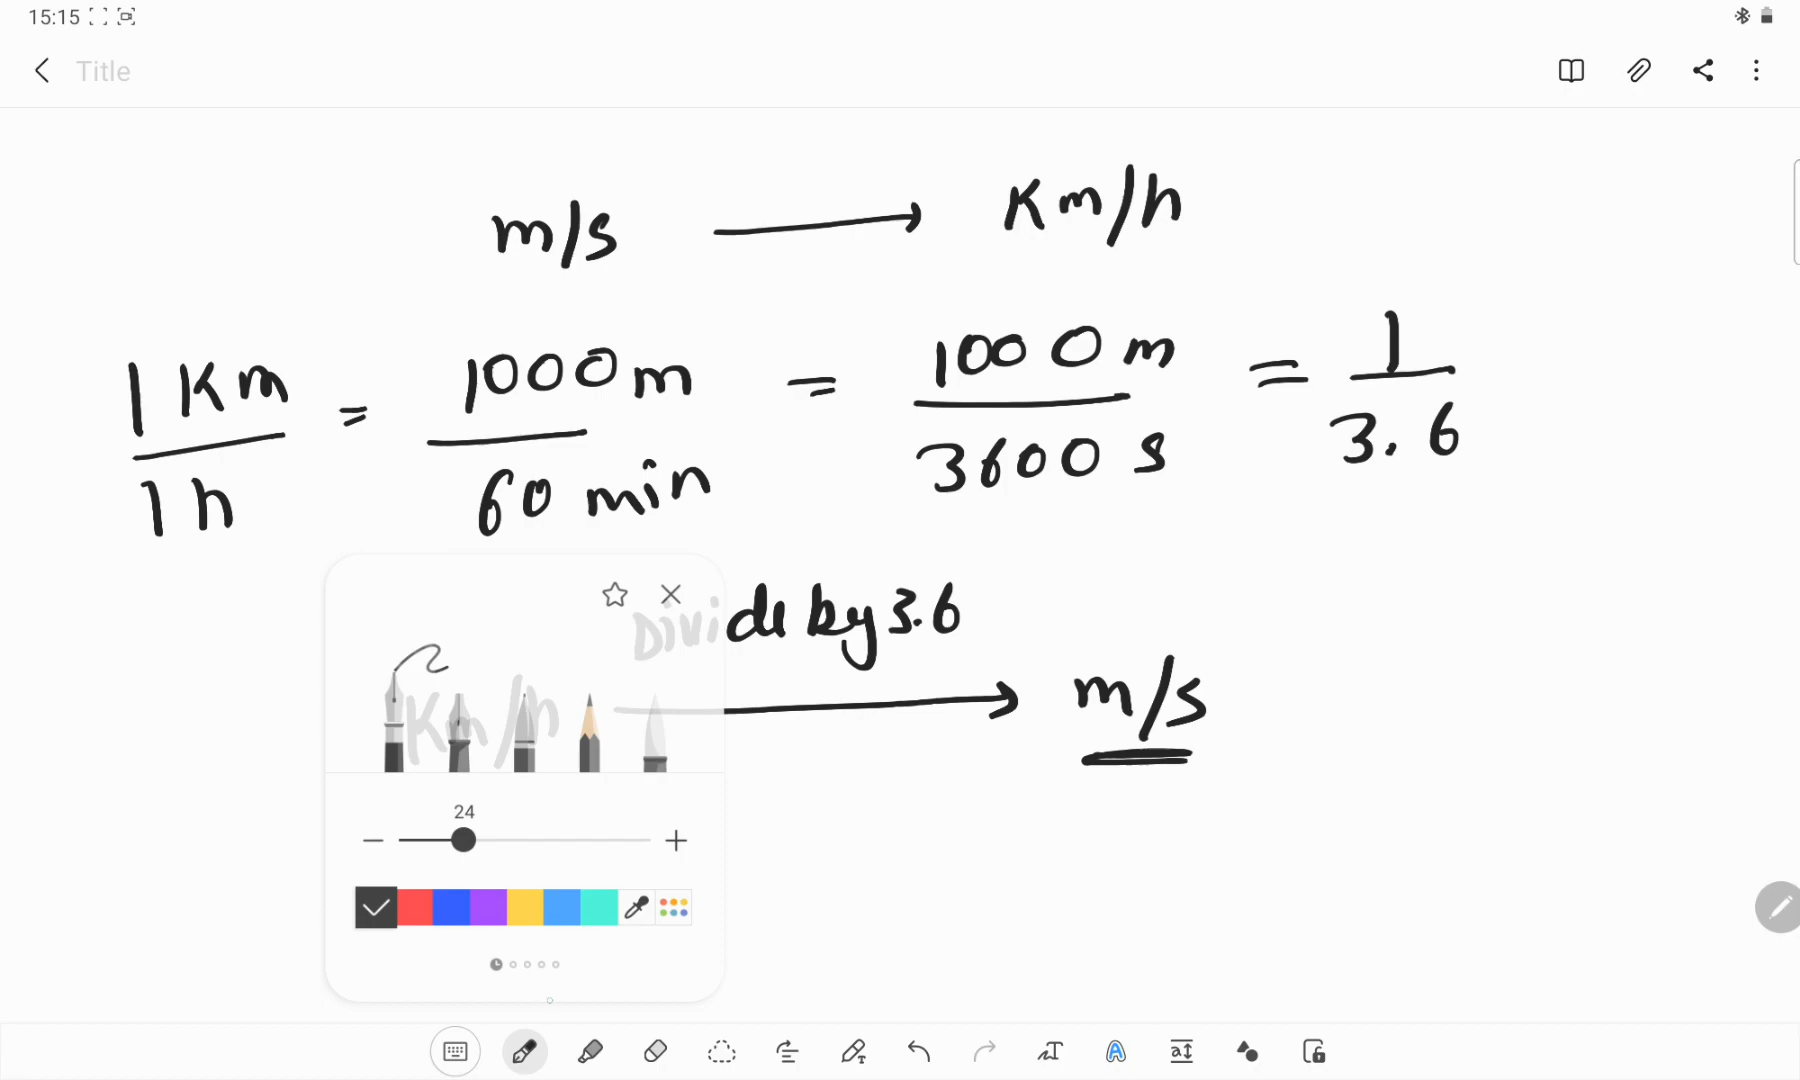 15:15
Title
m/s → Km/h
1 Km / 1 h = 1000 m / 60 min = 1000 m / 3600 s = 1 / 3.6
Divide by 3.6
Km/h → m/s
24
T
T
A
a